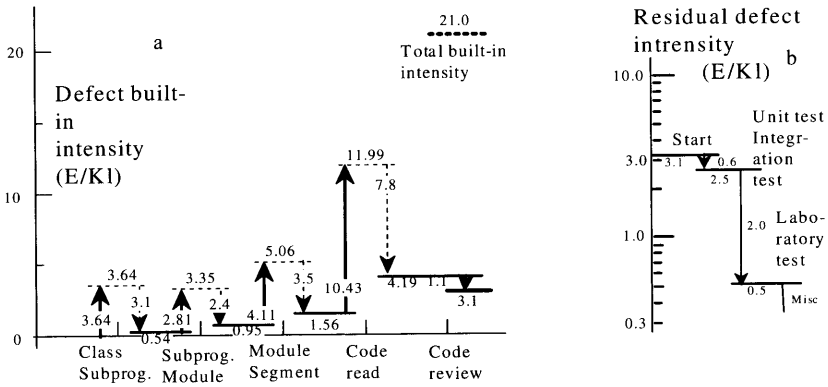 a
20
10
0
Defect built-
in
intensity
(E/Kl)
21.0
Total built-in
intensity
3.64
3.1
3.64
0.54
3.35
2.4
2.81
0.95
5.06
3.5
4.11
1.56
11.99
7.8
10.43
4.19
1.1
3.1
Class
Subprog.
Subprog.
Module
Module
Segment
Code
read
Code
review
Residual defect
intrensity
(E/Kl)
b
10.0
3.0
1.0
0.3
Start
3.1
0.6
2.5
Unit test
Integr-
ation
test
2.0
Labo-
ratory
test
0.5
Misc